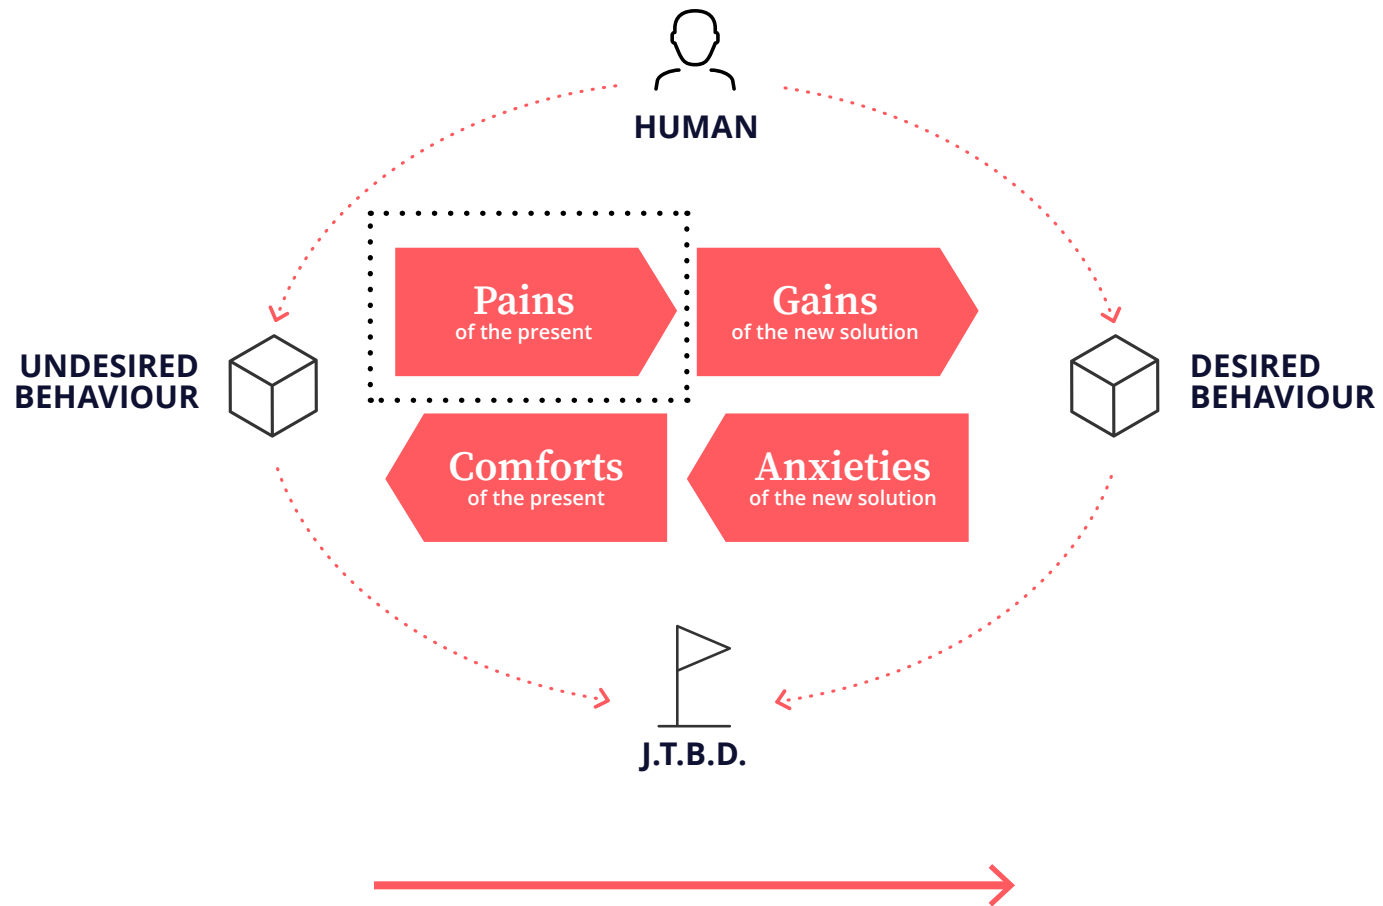 HUMAN
Pains
of the present
Gains
of the new solution
UNDESIRED
BEHAVIOUR
DESIRED
BEHAVIOUR
Comforts
of the present
Anxieties
of the new solution
J.T.B.D.